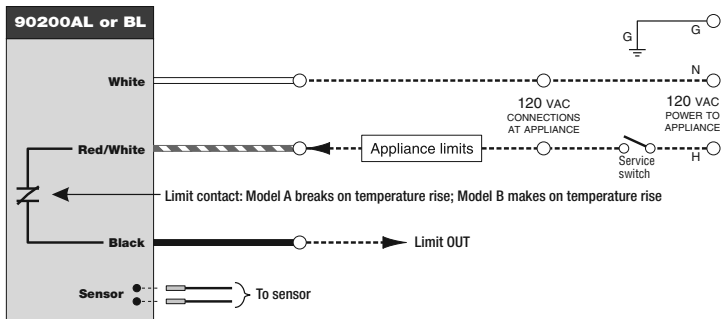 90200AL or BL
G
G
White
N
120 VAC
CONNECTIONS
AT APPLIANCE
120 VAC
POWER TO
APPLIANCE
Red/White
Appliance limits
Service
switch
H
Limit contact: Model A breaks on temperature rise; Model B makes on temperature rise
Black
Limit OUT
Sensor
To sensor